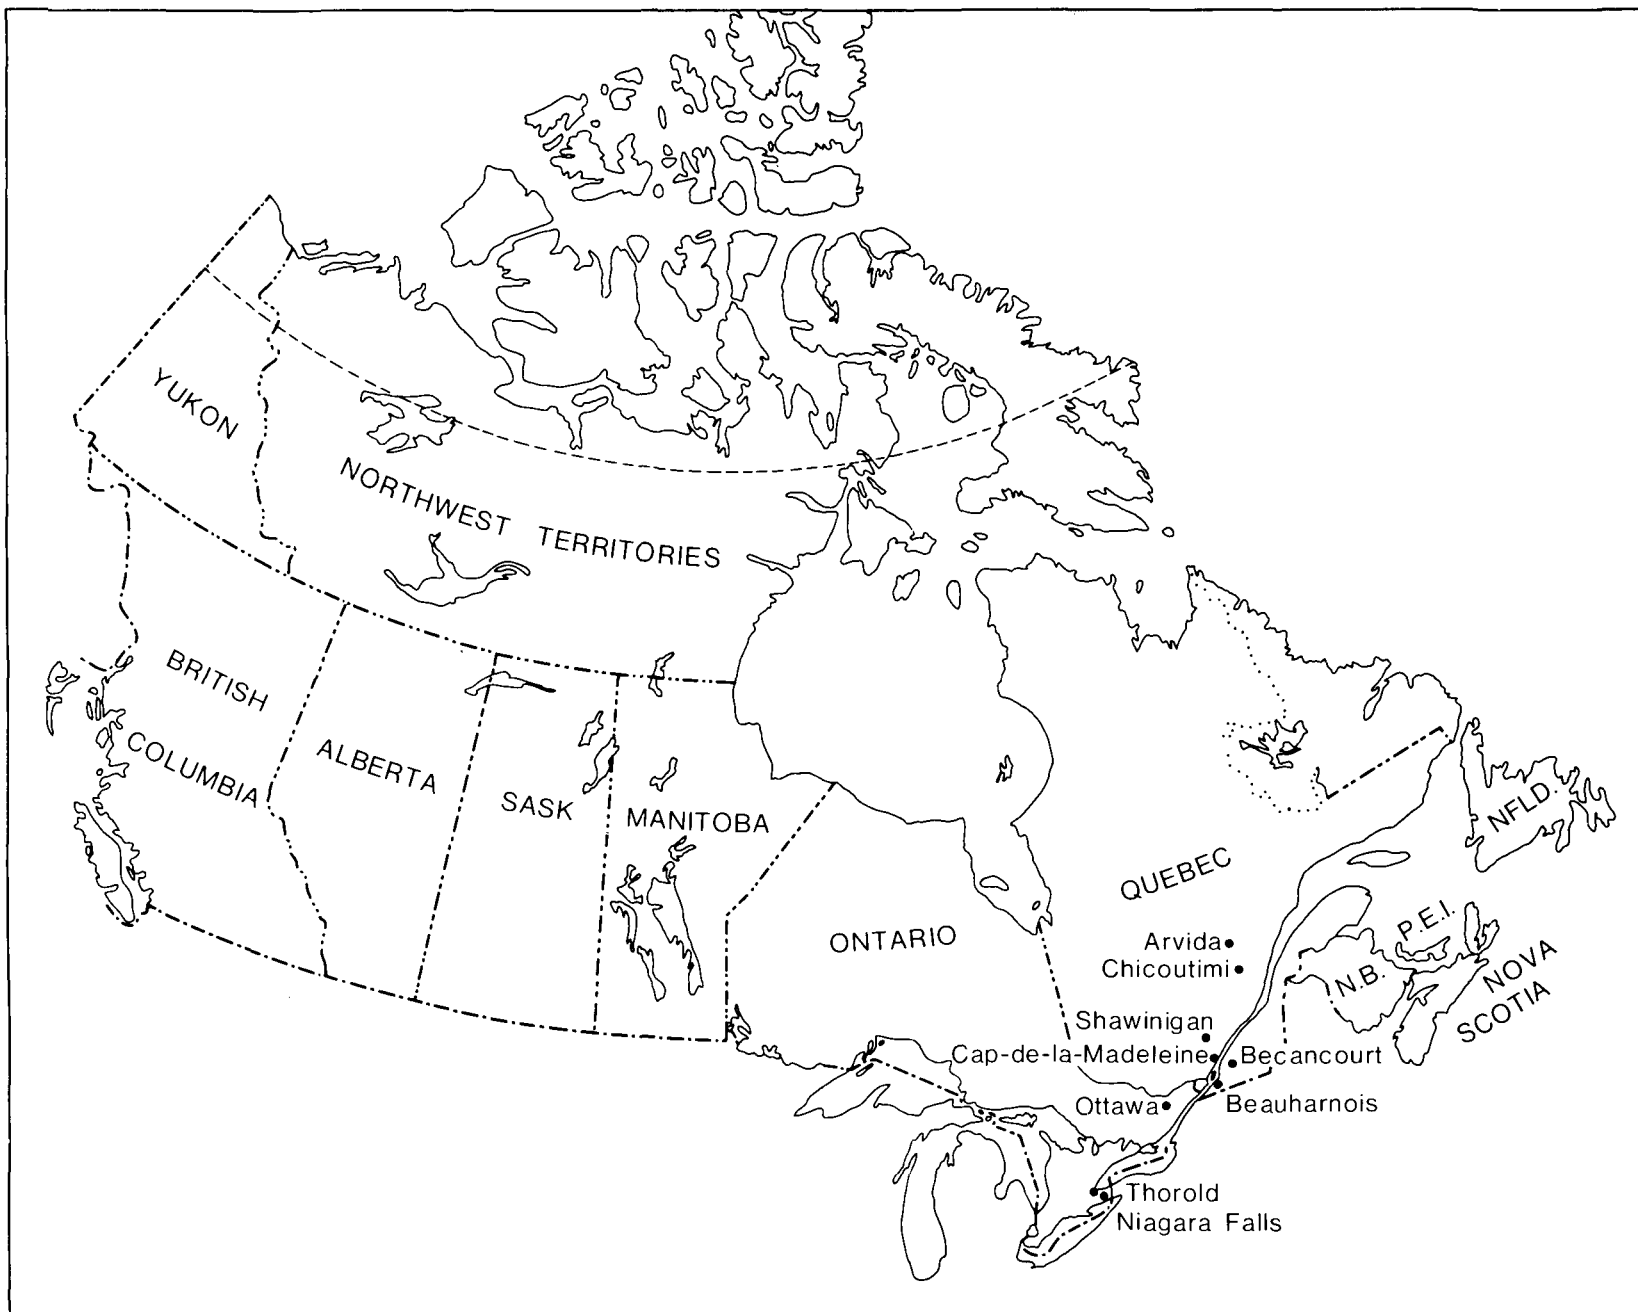 YUKON
NORTHWEST TERRITORIES
BRITISH
COLUMBIA
ALBERTA
SASK
MANITOBA
ONTARIO
QUEBEC
NFLD.
P.E.I.
N.B.
NOVA
SCOTIA
Arvida
Chicoutimi
Shawinigan
Cap-de-la-Madeleine
Becancourt
Ottawa
Beauharnois
Thorold
Niagara Falls